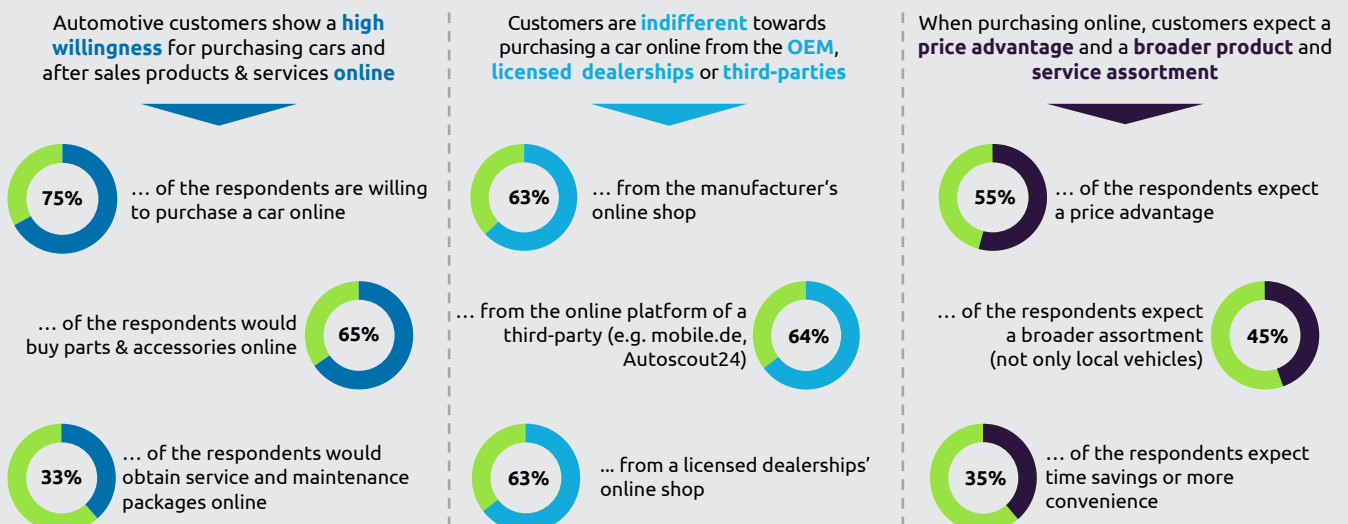 Automotive customers show a high
willingness for purchasing cars and
after sales products & services online
75%
… of the respondents are willing
to purchase a car online
… of the respondents would
buy parts & accessories online
65%
33%
… of the respondents would
obtain service and maintenance
packages online
Customers are indifferent towards
purchasing a car online from the OEM,
licensed dealerships or third-parties
63%
… from the manufacturer‘s
online shop
… from the online platform of a
third-party (e.g. mobile.de,
Autoscout24)
64%
63%
... from a licensed dealerships’
online shop
When purchasing online, customers expect a
price advantage and a broader product and
service assortment
55%
… of the respondents expect
a price advantage
… of the respondents expect
a broader assortment
(not only local vehicles)
45%
35%
… of the respondents expect
time savings or more
convenience